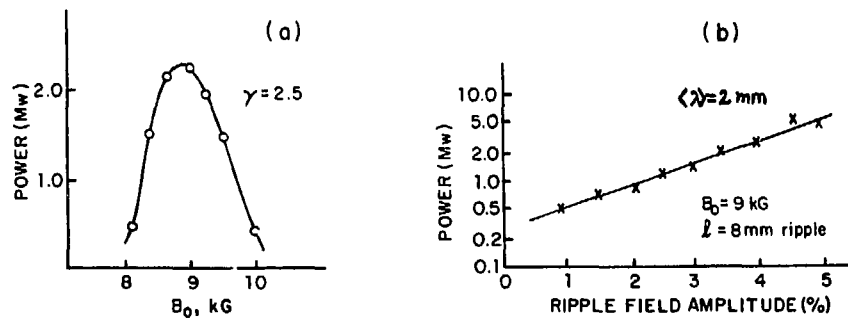 (a)
POWER (Mw)
2.0
1.0
γ = 2.5
8 9 10
B₀, kG
(b)
POWER (Mw)
10.0
5.0
2.0
1.0
0.5
0.2
0.1
⟨λ⟩=2 mm
B₀= 9 kG
ℓ = 8mm ripple
0 1 2 3 4 5
RIPPLE FIELD AMPLITUDE(%)